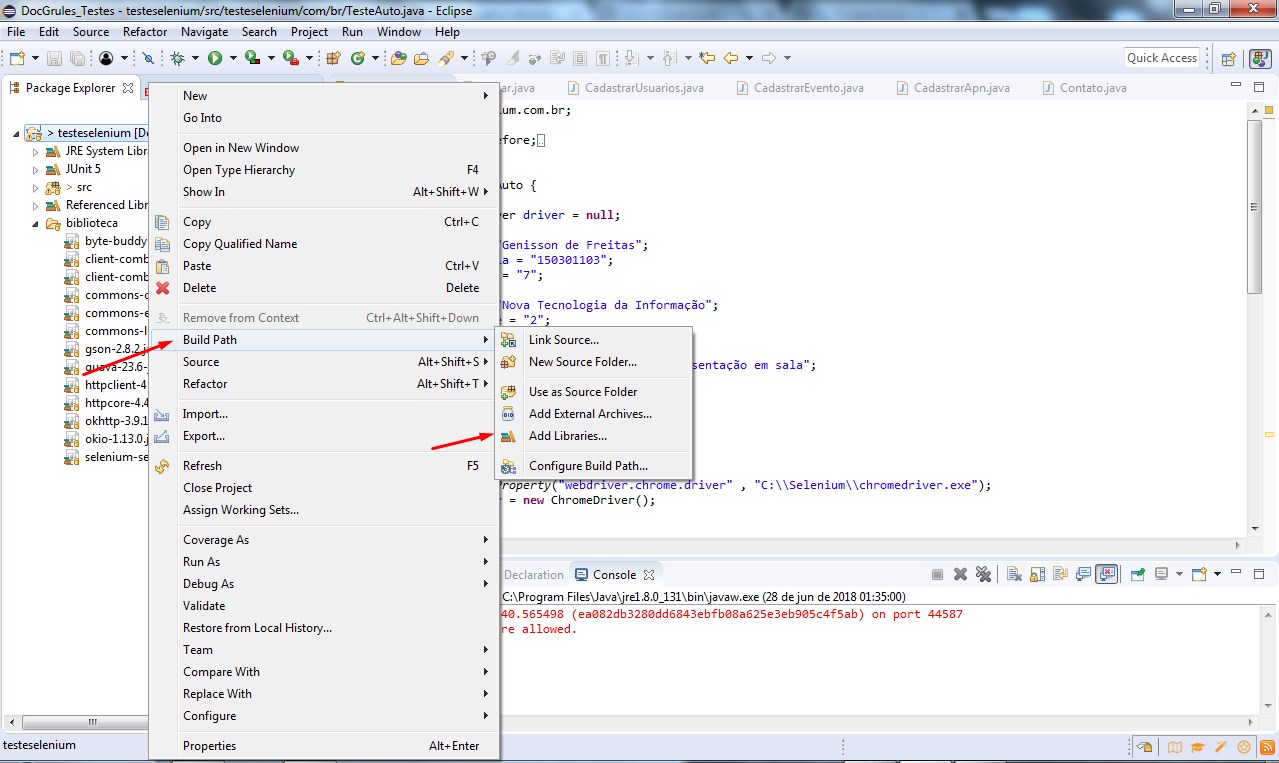 DocGrules_Testes - testeselenium/src/testeselenium/com/br/TesteAuto.java - Eclipse
File Edit Source Refactor Navigate Search Project Run Window Help
Quick Access
Package Explorer
ar.java CadastrarUsuarios.java CadastrarEvento.java CadastrarApn.java Contato.java
> testeselenium [Do
JRE System Libra
JUnit 5
> src
Referenced Libr
biblioteca
byte-buddy
client-comb
client-comb
commons-c
commons-e
commons-l
gson-2.8.2.j
guava-23.6-
httpclient-4
httpcore-4.4
okhttp-3.9.1
okio-1.13.0.j
selenium-se
New
Go Into
Open in New Window
Open Type Hierarchy F4
Show In Alt+Shift+W
Copy Ctrl+C
Copy Qualified Name
Paste Ctrl+V
Delete Delete
Remove from Context Ctrl+Alt+Shift+Down
Build Path
Source Alt+Shift+S
Refactor Alt+Shift+T
Import...
Export...
Refresh F5
Close Project
Assign Working Sets...
Coverage As
Run As
Debug As
Validate
Restore from Local History...
Team
Compare With
Replace With
Configure
Properties Alt+Enter
Link Source...
New Source Folder...
Use as Source Folder
Add External Archives...
Add Libraries...
Configure Build Path...
ium.com.br;
efore;
Auto {
ver driver = null;
"Genisson de Freitas";
la = "150301103";
= "7";
"Nova Tecnologia da Informação";
e = "2";
sentação em sala";
roperty("webdriver.chrome.driver" , "C:\\Selenium\\chromedriver.exe");
r = new ChromeDriver();
Declaration Console
C:\Program Files\Java\jre1.8.0_131\bin\javaw.exe (28 de jun de 2018 01:35:00)
40.565498 (ea082db3280dd6843ebfb08a625e3eb905c4f5ab) on port 44587
re allowed.
testeselenium